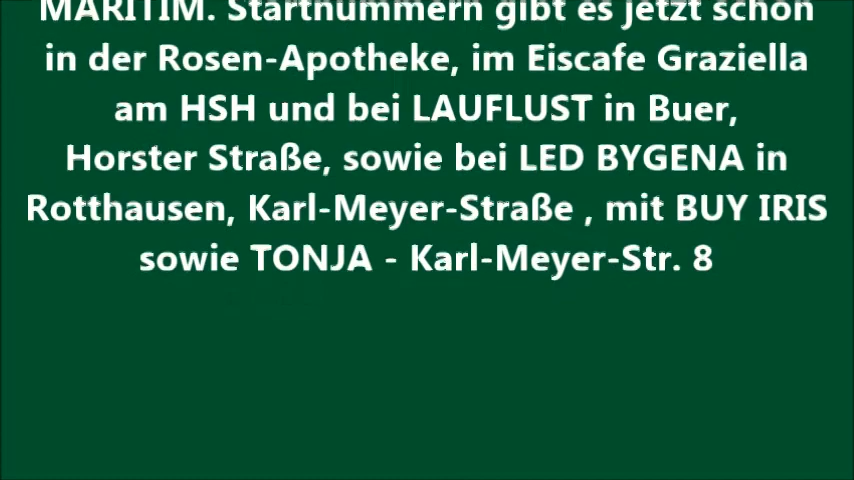 MARITIM. Startnummern gibt es jetzt schon
in der Rosen-Apotheke, im Eiscafe Graziella
am HSH und bei LAUFLUST in Buer,
Horster Straße, sowie bei LED BYGENA in
Rotthausen, Karl-Meyer-Straße , mit BUY IRIS
sowie TONJA - Karl-Meyer-Str. 8